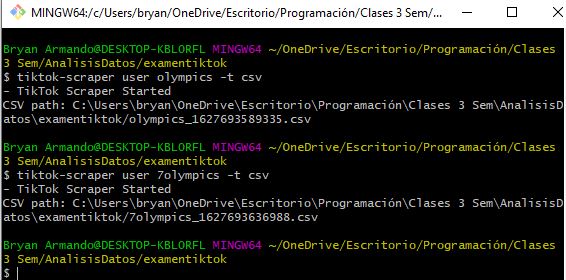 MINGW64:/c/Users/bryan/OneDrive/Escritorio/Programación/Clases 3 Sem/...
Bryan Armando@DESKTOP-KBLORFL MINGW64 ~/OneDrive/Escritorio/Programación/Clases
3 Sem/AnalisisDatos/examentiktok
$ tiktok-scraper user olympics -t csv
- TikTok Scraper Started
CSV path: C:\Users\bryan\OneDrive\Escritorio\Programación\Clases 3 Sem\AnalisisD
atos\examentiktok/olympics_1627693589335.csv
Bryan Armando@DESKTOP-KBLORFL MINGW64 ~/OneDrive/Escritorio/Programación/Clases
3 Sem/AnalisisDatos/examentiktok
$ tiktok-scraper user 7olympics -t csv
- TikTok Scraper Started
CSV path: C:\Users\bryan\OneDrive\Escritorio\Programación\Clases 3 Sem\AnalisisD
atos\examentiktok/7olympics_1627693636988.csv
Bryan Armando@DESKTOP-KBLORFL MINGW64 ~/OneDrive/Escritorio/Programación/Clases
3 Sem/AnalisisDatos/examentiktok
$